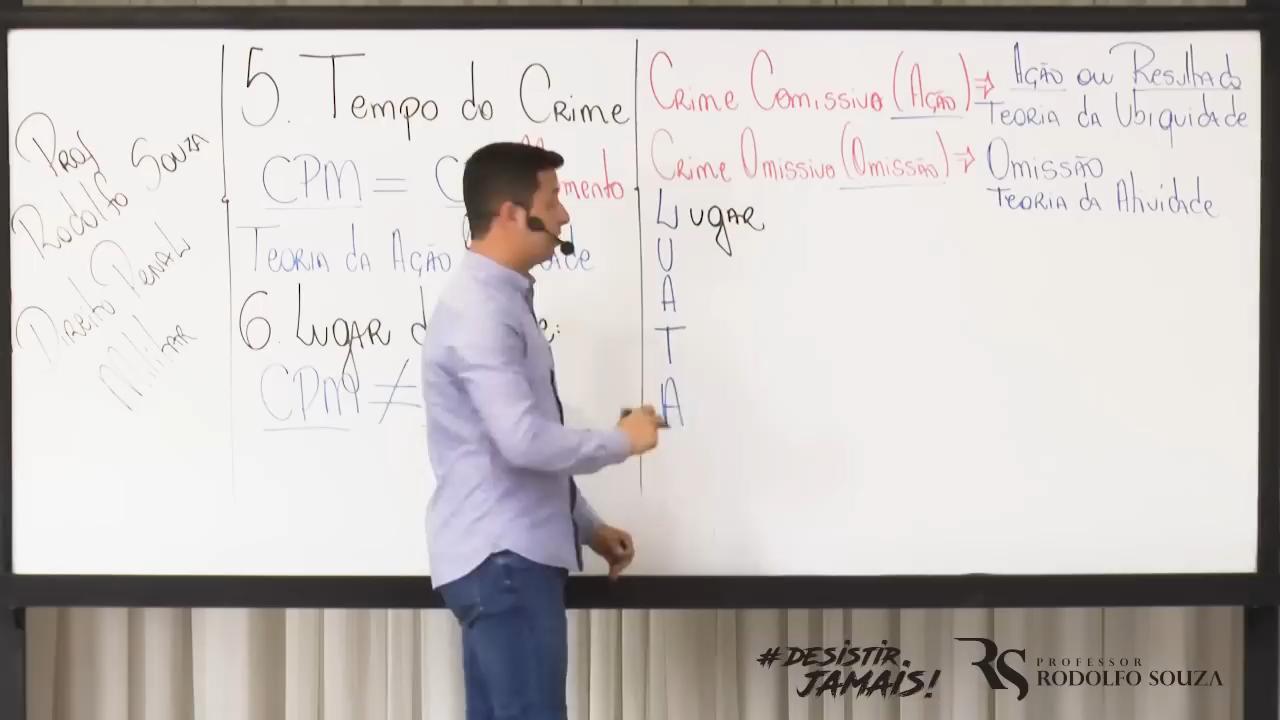 Prof
Rodolfo Souza
Direito Penal
Militar
5. Tempo do Crime
CPM =
Teoria da Ação
6. Lugar
CPM ≠
Crime Comissivo (Ação) ⇒ Ação ou Resultado
Teoria da Ubiquidade
Crime Omissivo (Omissão) ⇒ Omissão
Teoria da Atividade
Lugar
U
A
T
A
#DESISTIR
JAMAIS!
RS
PROFESSOR
RODOLFO SOUZA